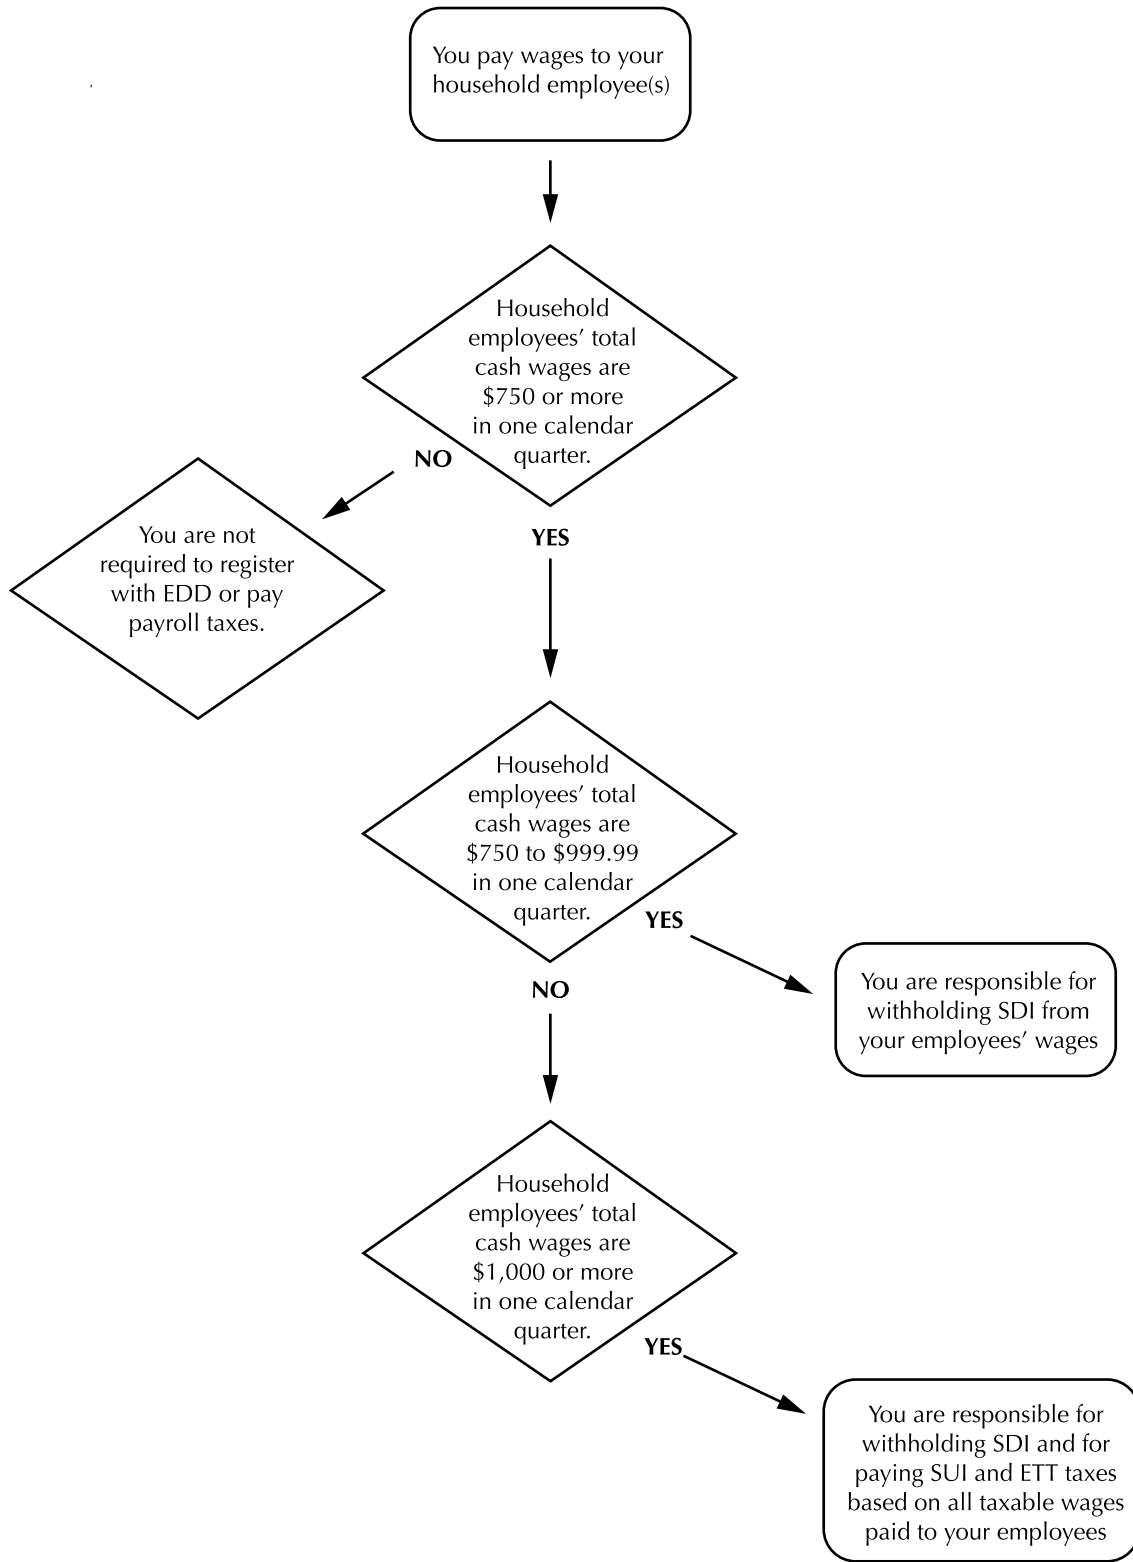 You pay wages to your
household employee(s)
Household
employees’ total
cash wages are
$750 or more
in one calendar
quarter.
NO
YES
You are not
required to register
with EDD or pay
payroll taxes.
Household
employees’ total
cash wages are
$750 to $999.99
in one calendar
quarter.
YES
NO
You are responsible for
withholding SDI from
your employees’ wages
Household
employees’ total
cash wages are
$1,000 or more
in one calendar
quarter.
YES
You are responsible for
withholding SDI and for
paying SUI and ETT taxes
based on all taxable wages
paid to your employees